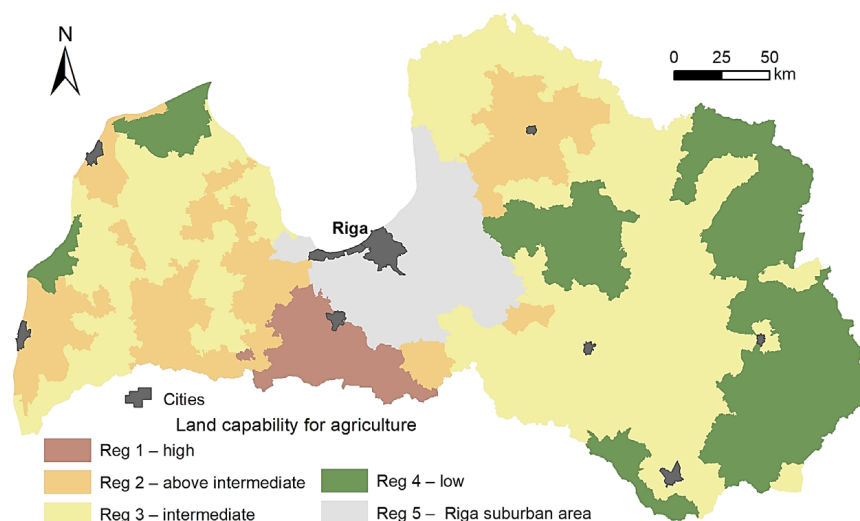 N
0 25 50
km
Riga
Cities
Land capability for agriculture
Reg 1 – high
Reg 2 – above intermediate
Reg 3 – intermediate
Reg 4 – low
Reg 5 – Riga suburban area